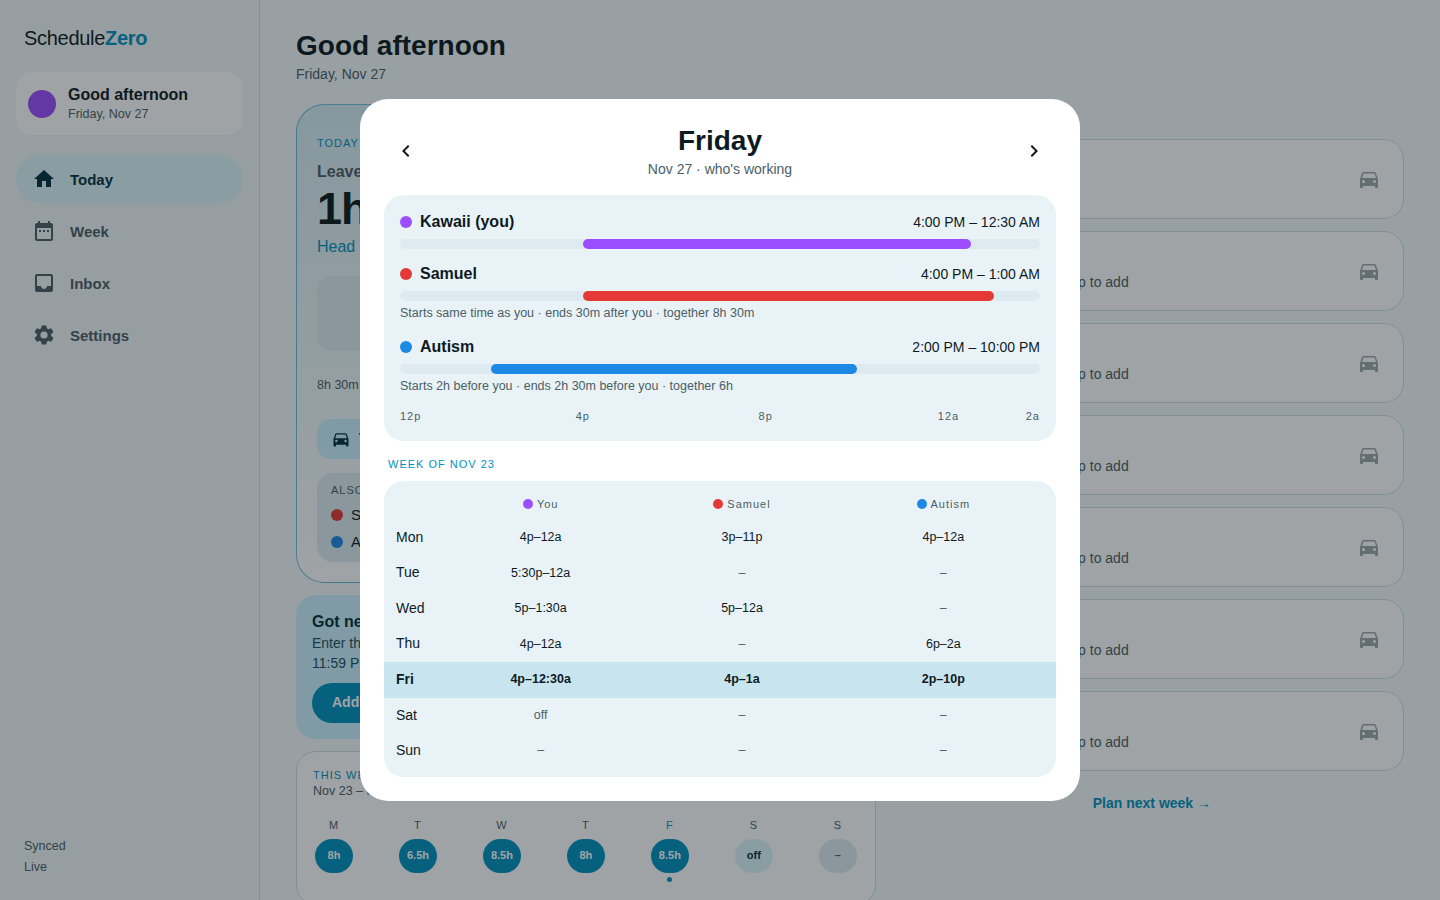 ScheduleZero
Good afternoon
Friday, Nov 27
Today
Week
Inbox
Settings
Synced
Live
Good afternoon
Friday, Nov 27
TODAY
Leave
1h
Head
8h 30m
ALSO
Got ne
Enter th
11:59 P
Add
THIS WE
Nov 23 –
M T W T F S S
8h 6.5h 8.5h 8h 8.5h off –
Friday
Nov 27 · who's working
Kawaii (you) 4:00 PM – 12:30 AM
Samuel 4:00 PM – 1:00 AM
Starts same time as you · ends 30m after you · together 8h 30m
Autism 2:00 PM – 10:00 PM
Starts 2h before you · ends 2h 30m before you · together 6h
12p 4p 8p 12a 2a
WEEK OF NOV 23
You Samuel Autism
Mon 4p–12a 3p–11p 4p–12a
Tue 5:30p–12a – –
Wed 5p–1:30a 5p–12a –
Thu 4p–12a – 6p–2a
Fri 4p–12:30a 4p–1a 2p–10p
Sat off – –
Sun – – –
to add
to add
to add
to add
to add
to add
Plan next week →